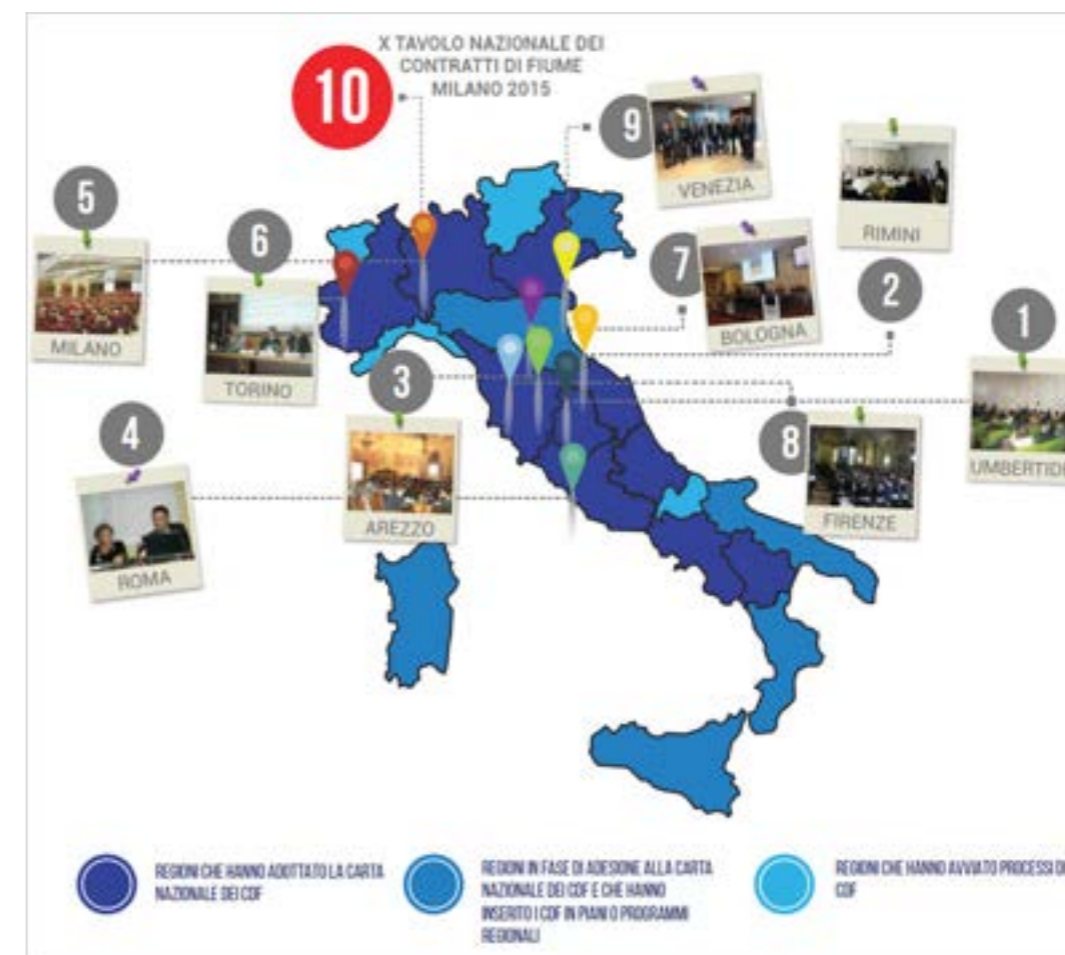 10
X TAVOLO NAZIONALE DEI
CONTRATTI DI FIUME
MILANO 2015
9
VENEZIA
RIMINI
5
MILANO
6
TORINO
7
BOLOGNA
2
1
UMBERTIDE
3
AREZZO
4
ROMA
8
FIRENZE
REGIONI CHE HANNO ADOTTATO LA CARTA
NAZIONALE DEI CDF
REGIONI IN FASE DI ADESIONE ALLA CARTA
NAZIONALE DEI CDF E CHE HANNO
INSERITO I CDF IN PIANI O PROGRAMMI
REGIONALI
REGIONI CHE HANNO AVVIATO PROCESSI DI
CDF